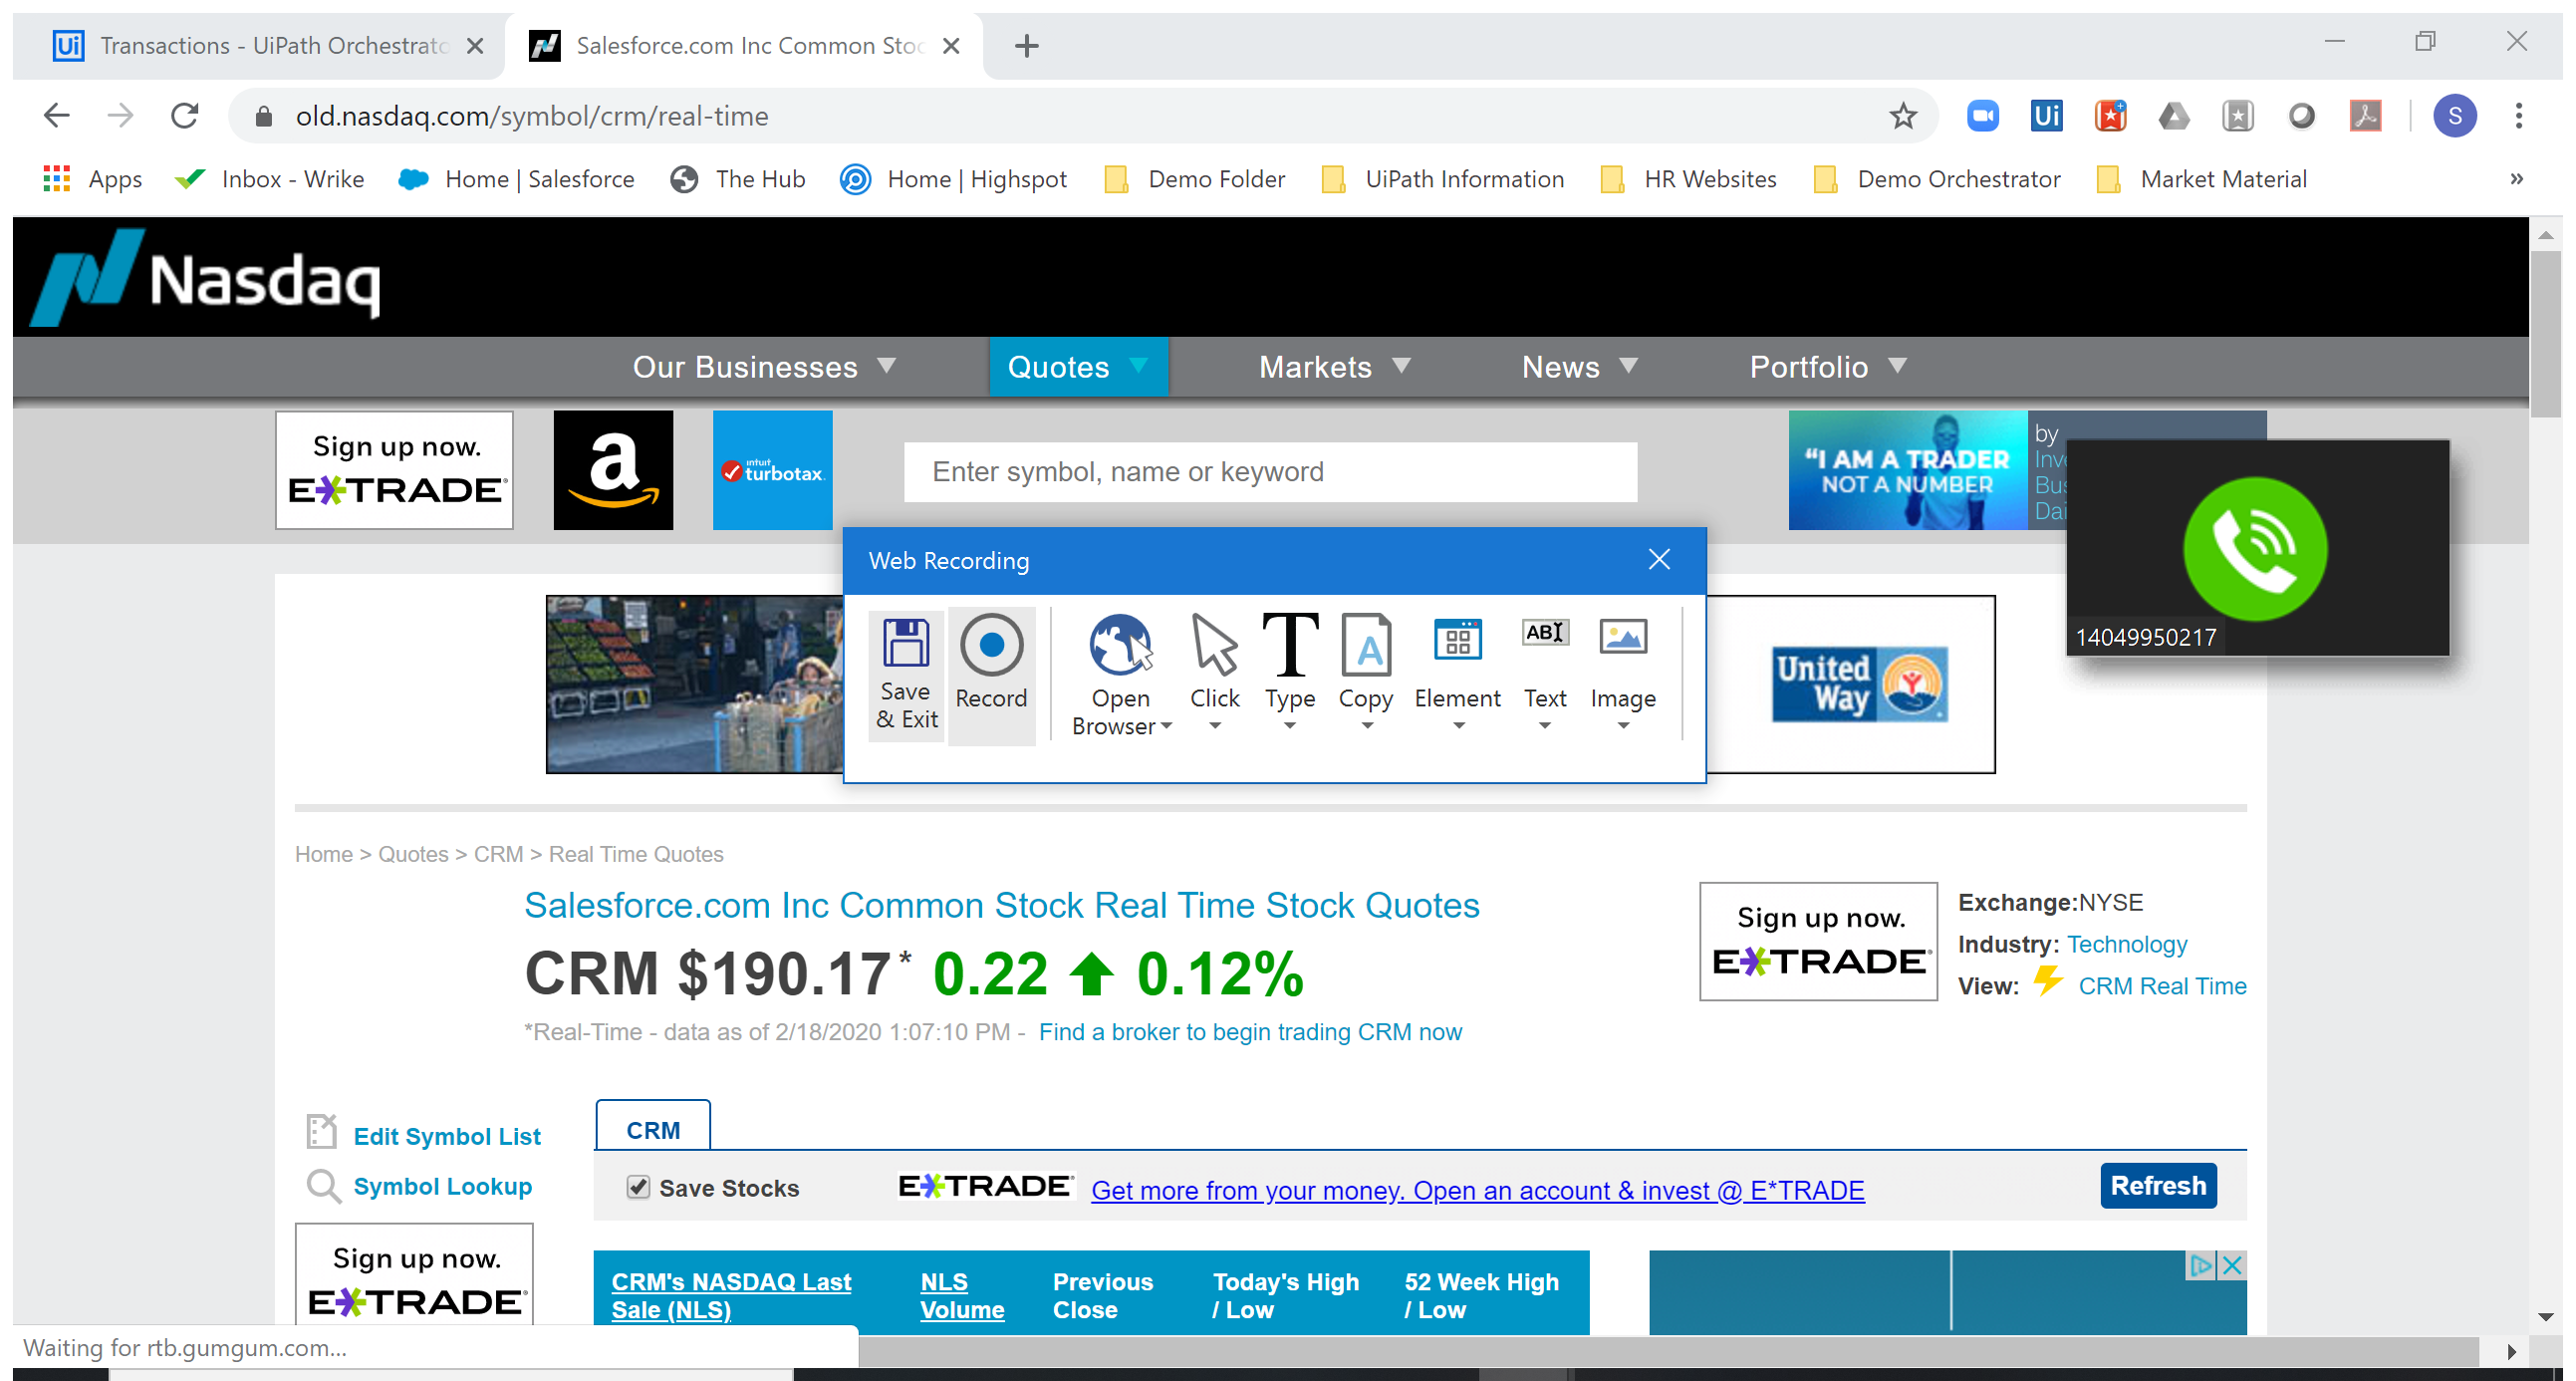 Ui Transactions - UiPath Orchestrato
Salesforce.com Inc Common Stoc
old.nasdaq.com/symbol/crm/real-time
Ui
S
Apps
Inbox - Wrike
Home | Salesforce
The Hub
Home | Highspot
Demo Folder
UiPath Information
HR Websites
Demo Orchestrator
Market Material
»
Nasdaq
Our Businesses
Quotes
Markets
News
Portfolio
Sign up now.
E*TRADE
a
intuit
turbotax.
Enter symbol, name or keyword
“I AM A TRADER
NOT A NUMBER
by
Inv
Bus
Dai
14049950217
Web Recording
Save
& Exit
Record
Open
Browser
Click
T
Type
A
Copy
Element
AB
Text
Image
United
Way
Home > Quotes > CRM > Real Time Quotes
Salesforce.com Inc Common Stock Real Time Stock Quotes
CRM $190.17* 0.22 0.12%
*Real-Time - data as of 2/18/2020 1:07:10 PM - Find a broker to begin trading CRM now
Sign up now.
E*TRADE
Exchange:NYSE
Industry: Technology
View: CRM Real Time
Edit Symbol List
Symbol Lookup
Sign up now.
E*TRADE
CRM
Save Stocks
E*TRADE
Get more from your money. Open an account & invest @ E*TRADE
Refresh
CRM's NASDAQ Last
Sale (NLS)
NLS
Volume
Previous
Close
Today's High
/ Low
52 Week High
/ Low
Waiting for rtb.gumgum.com...